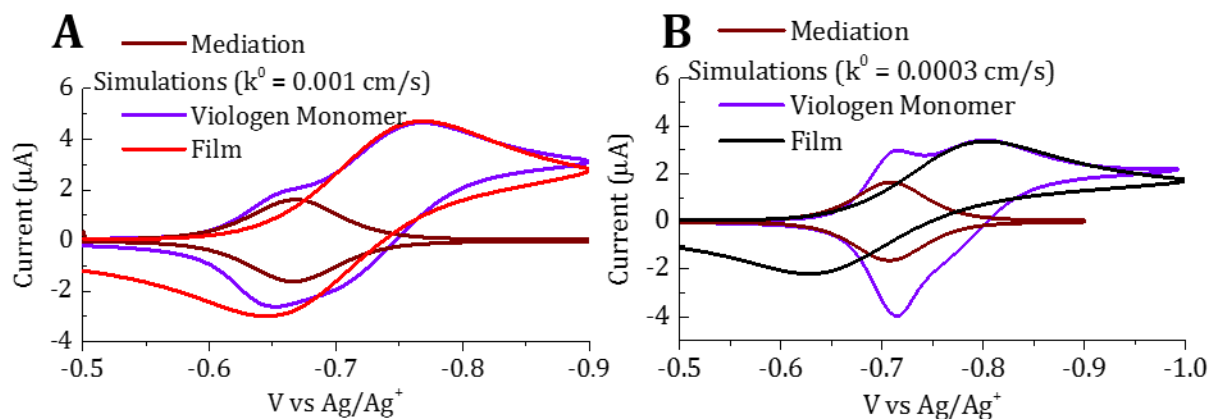 A
Mediation
Simulations (k⁰ = 0.001 cm/s)
Viologen Monomer
Film
Current (µA)
6
4
2
0
-2
-4
-0.5
-0.6
-0.7
-0.8
-0.9
V vs Ag/Ag⁺
B
Mediation
Simulations (k⁰ = 0.0003 cm/s)
Viologen Monomer
Film
Current (µA)
6
4
2
0
-2
-4
-0.5
-0.6
-0.7
-0.8
-0.9
-1.0
V vs Ag/Ag⁺